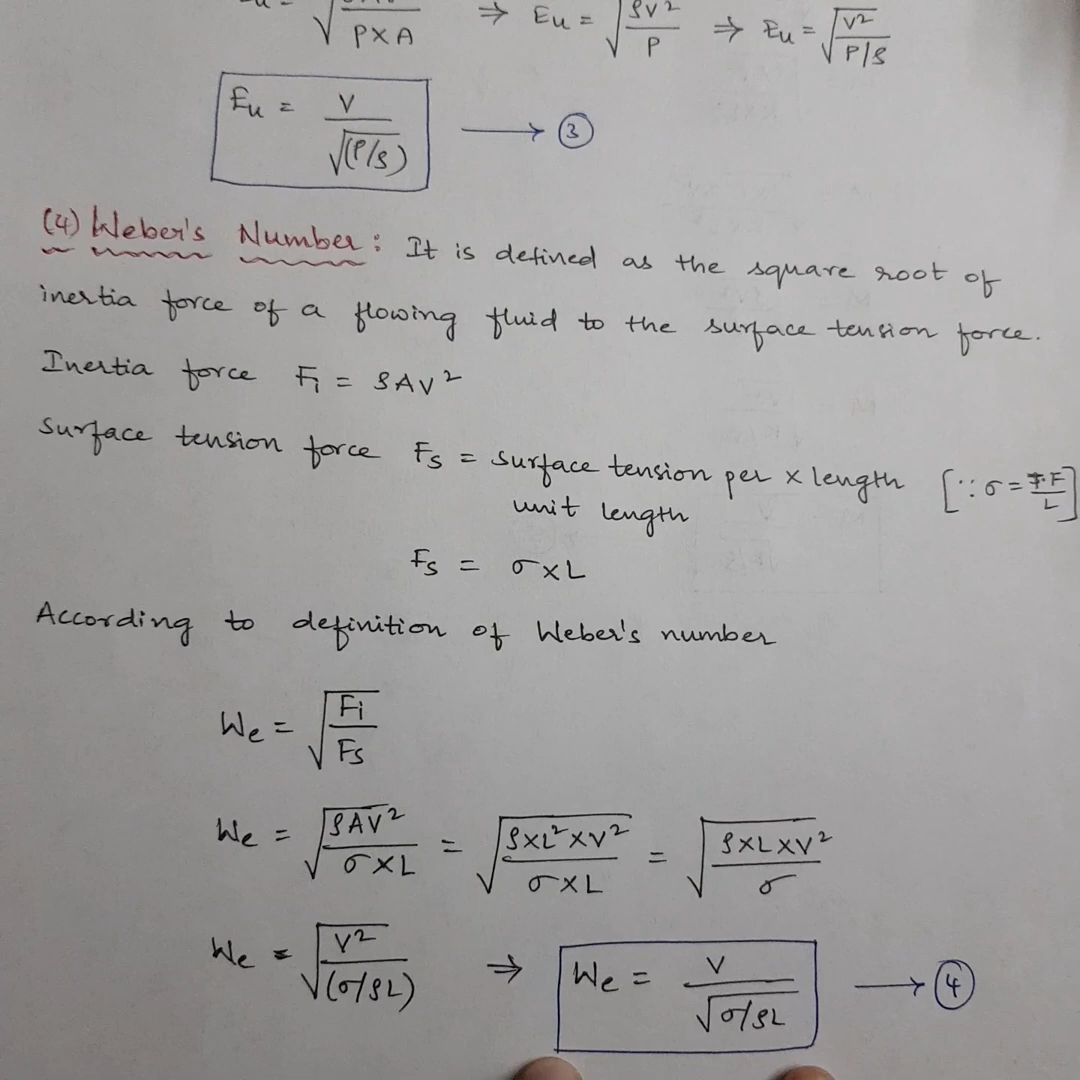 √ P×A ⇒ Eu = √(ρV²/P) ⇒ Eu = √(V²/P/ρ)
Eu = V/√(P/ρ) → ③
(4) Weber's Number: It is defined as the square root of
inertia force of a flowing fluid to the surface tension force.
Inertia force Fi = ρAV²
Surface tension force Fs = Surface tension per × length [∵ σ = F/L]
unit length
Fs = σ×L
According to definition of Weber's number
We = √(Fi/Fs)
We = √(ρAV²/σ×L) = √(ρ×L²×V²/σ×L) = √(ρ×L×V²/σ)
We = √(V²/(σ/ρL)) ⇒ We = V/√σ/ρL → ④